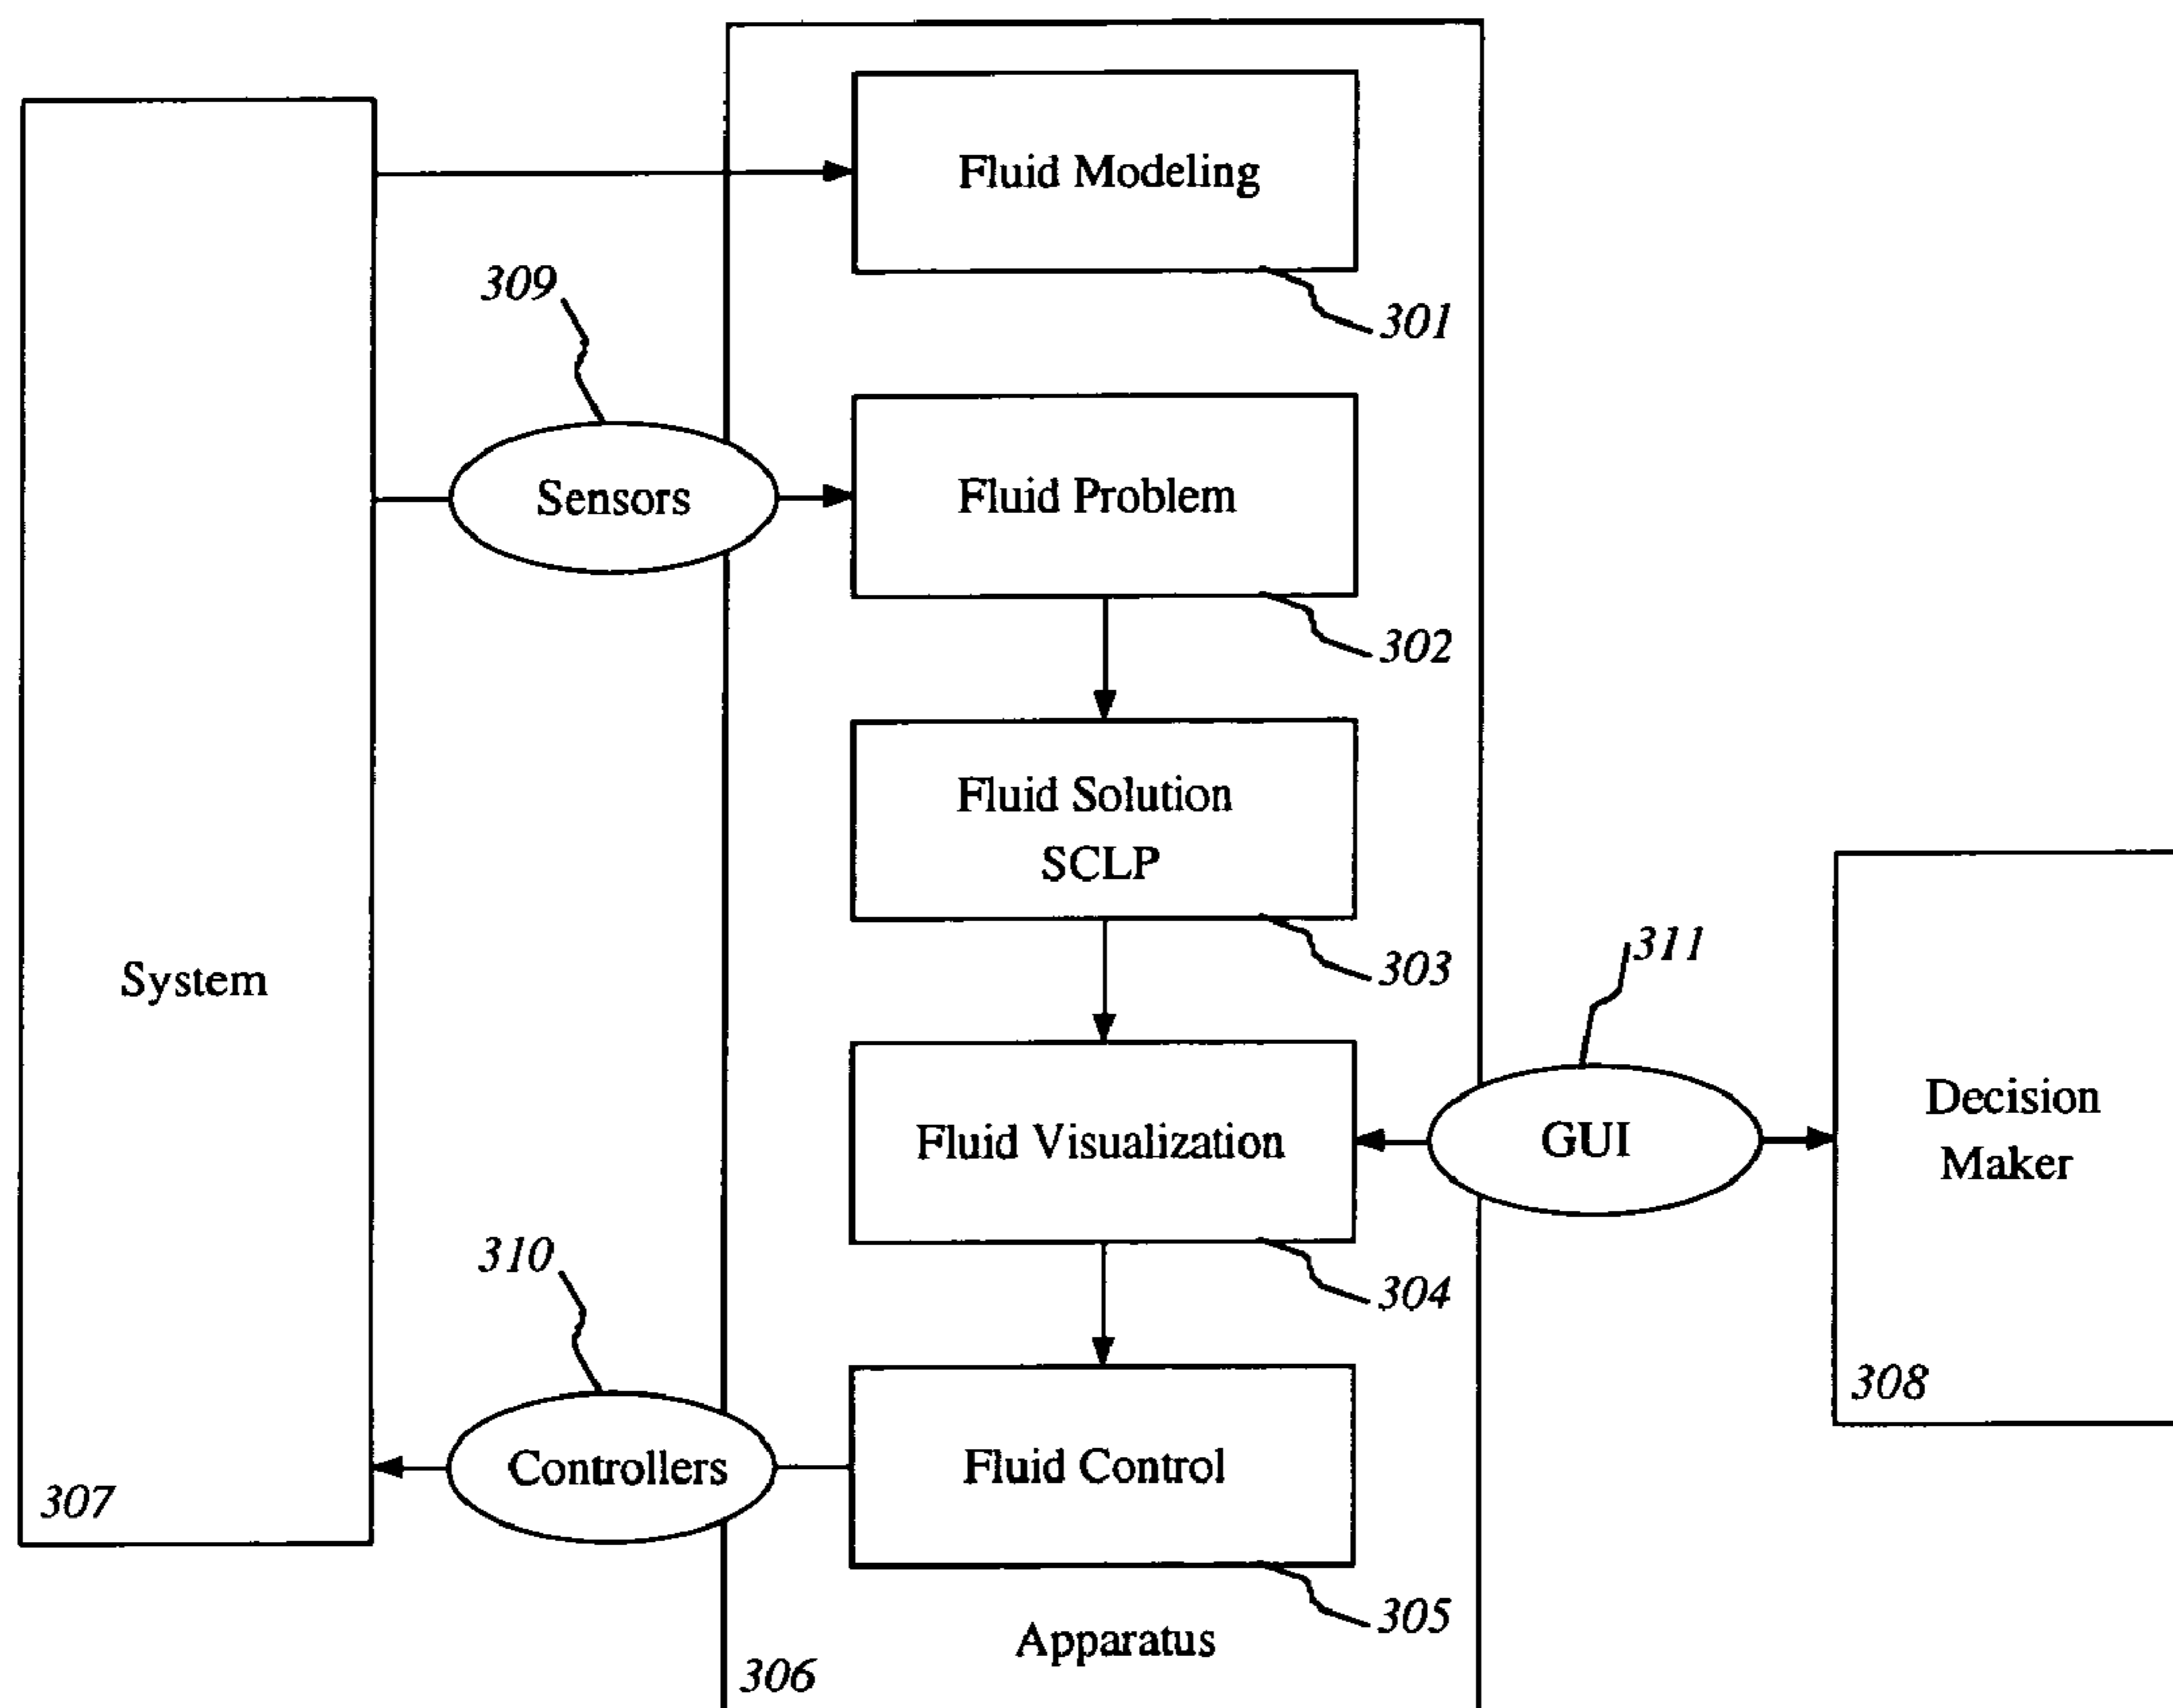 Fluid Modeling
301
309
Sensors
Fluid Problem
302
Fluid Solution
SCLP
303
311
System
Decision
Maker
Fluid Visualization
GUI
304
310
308
Controllers
Fluid Control
307
305
Apparatus
306